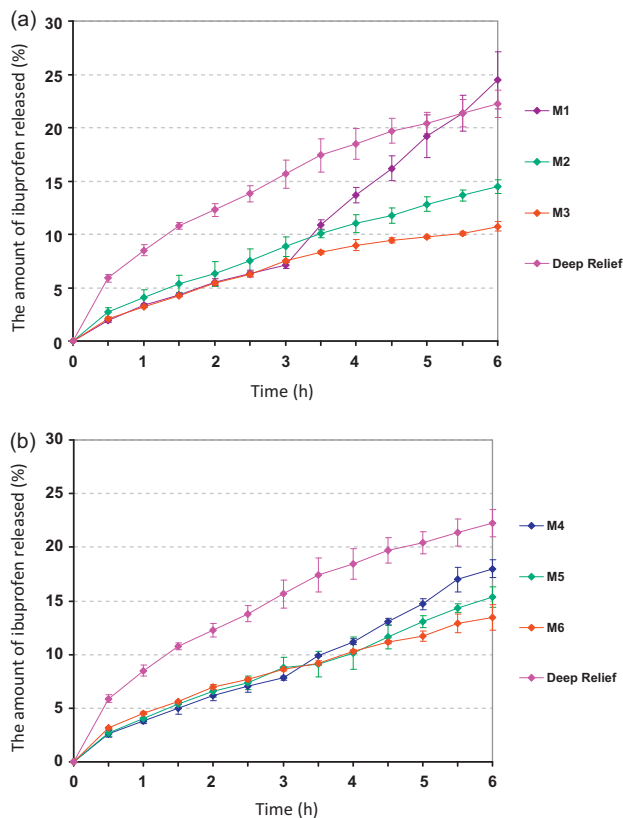 (a)
The amount of ibuprofen released (%)
30
25
20
15
10
5
0
0 1 2 3 4 5 6
Time (h)
M1
M2
M3
Deep Relief
(b)
The amount of ibuprofen released (%)
30
25
20
15
10
5
0
0 1 2 3 4 5 6
Time (h)
M4
M5
M6
Deep Relief